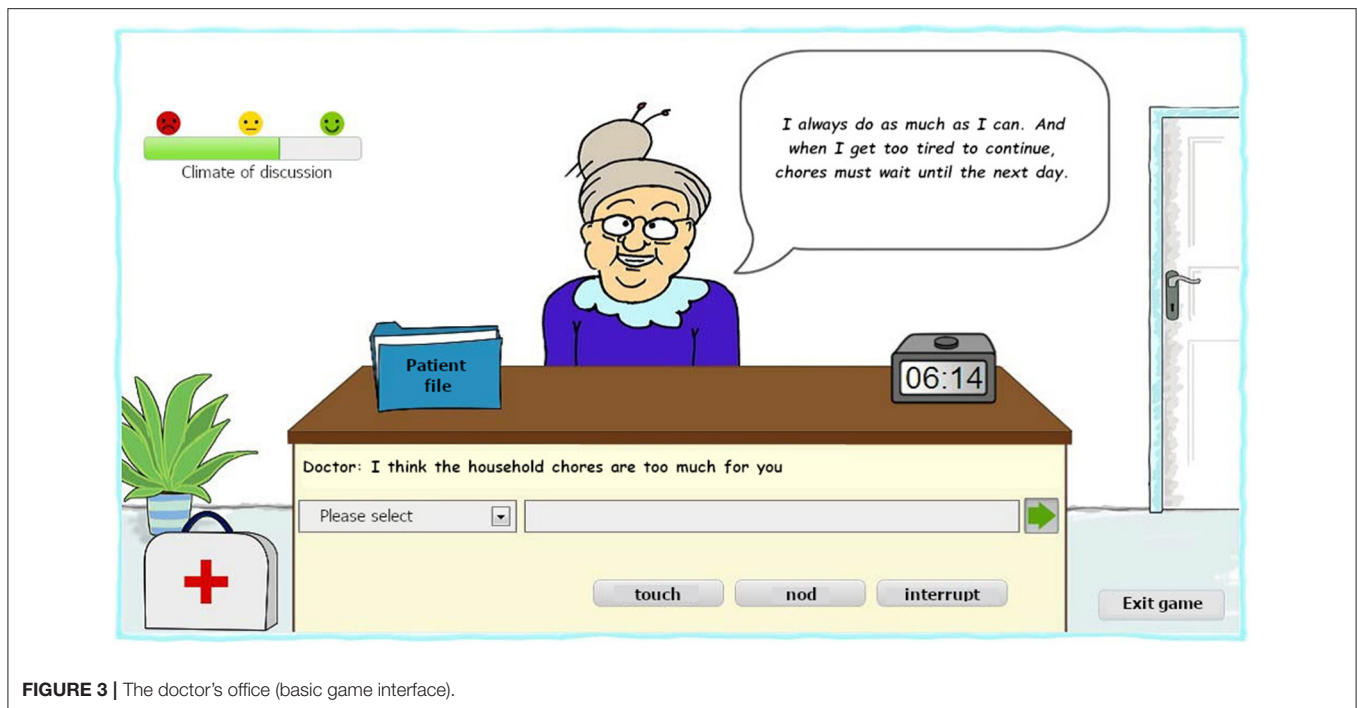 I always do as much as I can. And
when I get too tired to continue,
chores must wait until the next day.
Climate of discussion
Patient
file
06:14
Doctor: I think the household chores are too much for you
Please select
touch
nod
interrupt
Exit game
FIGURE 3 | The doctor's office (basic game interface).